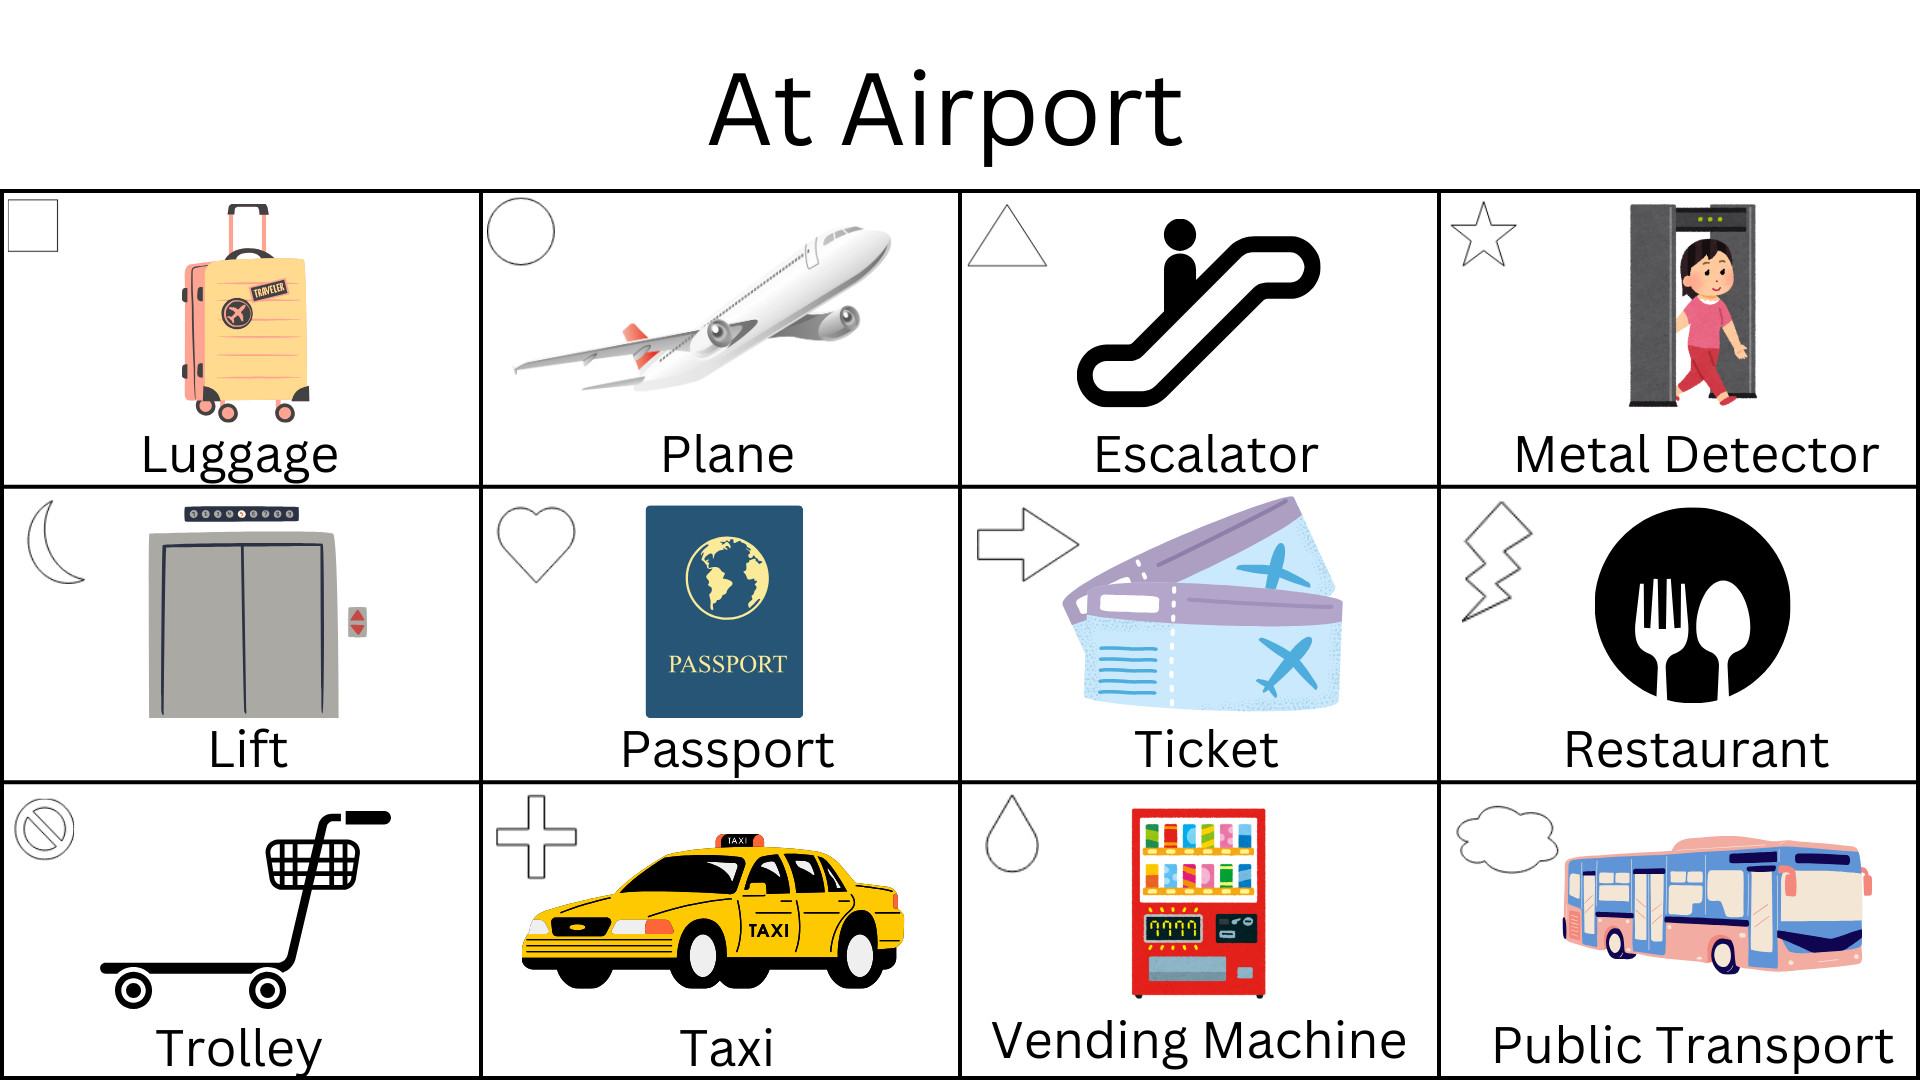 At Airport
TRAVELER
Luggage
Plane
Escalator
Metal Detector
Lift
PASSPORT
Passport
Ticket
Restaurant
Trolley
TAXI
TAXI
Taxi
Vending Machine
Public Transport